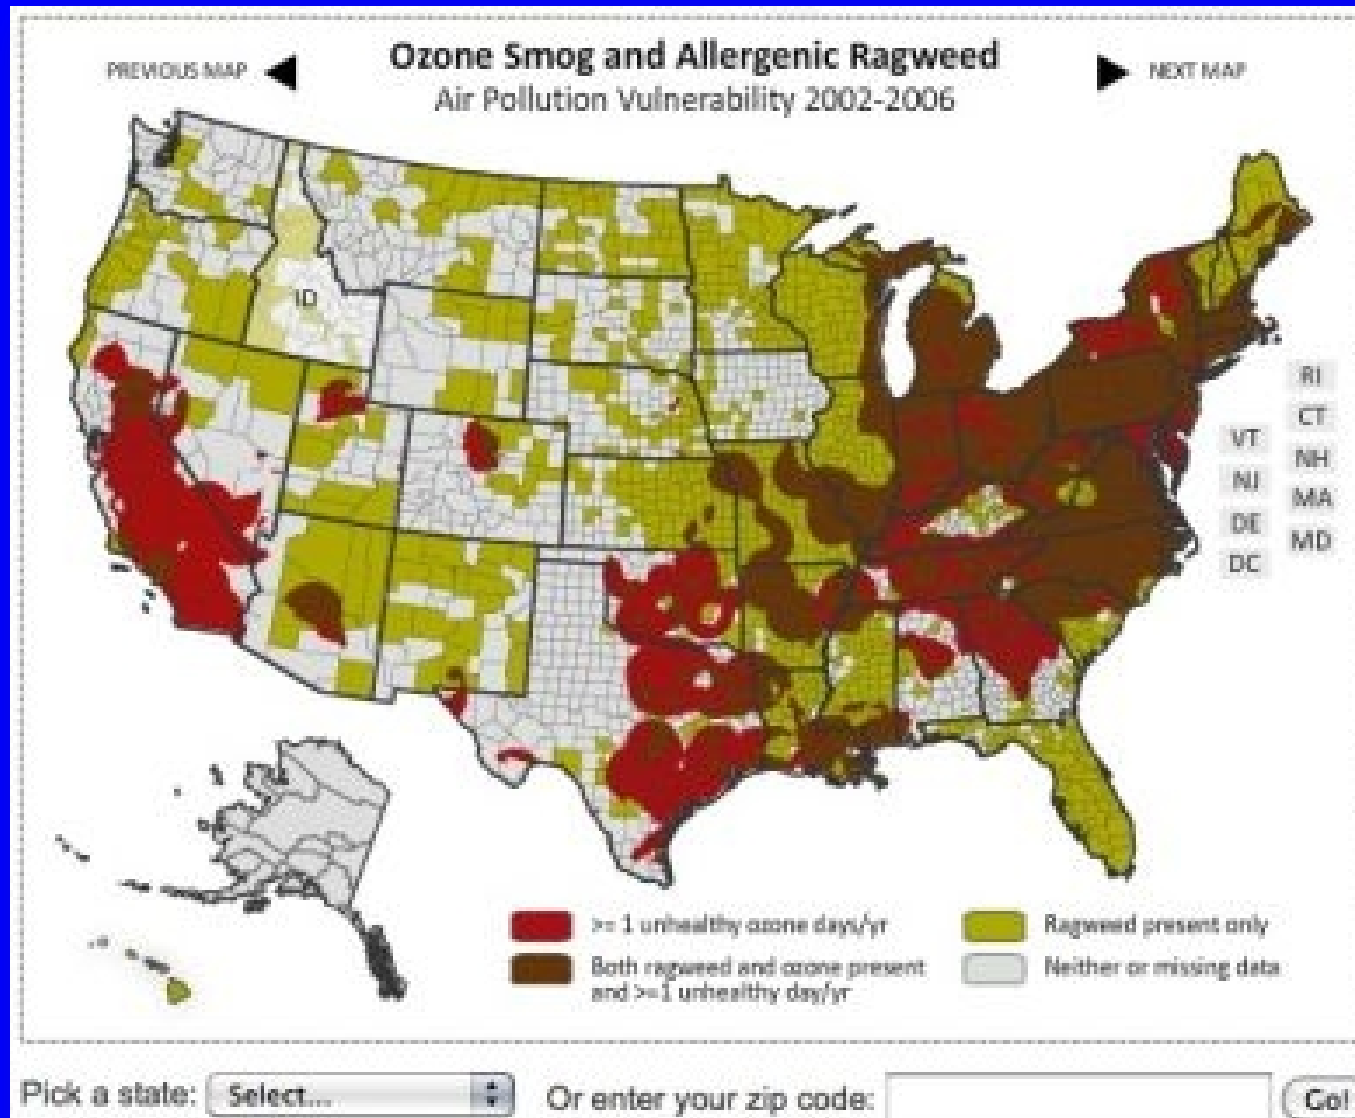 PREVIOUS MAP
Ozone Smog and Allergenic Ragweed
NEXT MAP
Air Pollution Vulnerability 2002-2006
ID
RI
CT
VT
NH
NJ
MA
DE
MD
DC
>= 1 unhealthy ozone days/yr
Ragweed present only
Both ragweed and ozone present
and >=1 unhealthy day/yr
Neither or missing data
Pick a state: Select... Or enter your zip code: Go!